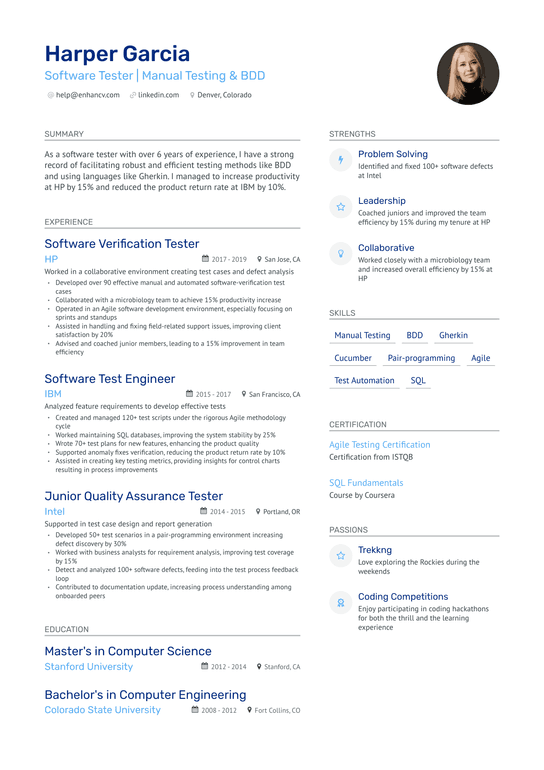 Harper Garcia
Software Tester | Manual Testing & BDD
help@enhancv.com linkedin.com Denver, Colorado
SUMMARY
As a software tester with over 6 years of experience, I have a strong
record of facilitating robust and efficient testing methods like BDD
and using languages like Gherkin. I managed to increase productivity
at HP by 15% and reduced the product return rate at IBM by 10%.
EXPERIENCE
Software Verification Tester
HP 2017 - 2019 San Jose, CA
Worked in a collaborative environment creating test cases and defect analysis
• Developed over 90 effective manual and automated software-verification test
cases
• Collaborated with a microbiology team to achieve 15% productivity increase
• Operated in an Agile software development environment, especially focusing on
sprints and standups
• Assisted in handling and fixing field-related support issues, improving client
satisfaction by 20%
• Advised and coached junior members, leading to a 15% improvement in team
efficiency
Software Test Engineer
IBM 2015 - 2017 San Francisco, CA
Analyzed feature requirements to develop effective tests
• Created and managed 120+ test scripts under the rigorous Agile methodology
cycle
• Worked maintaining SQL databases, improving the system stability by 25%
• Wrote 70+ test plans for new features, enhancing the product quality
• Supported anomaly fixes verification, reducing the product return rate by 10%
• Assisted in creating key testing metrics, providing insights for control charts
resulting in process improvements
Junior Quality Assurance Tester
Intel 2014 - 2015 Portland, OR
Supported in test case design and report generation
• Developed 50+ test scenarios in a pair-programming environment increasing
defect discovery by 30%
• Worked with business analysts for requirement analysis, improving test coverage
by 15%
• Detect and analyzed 100+ software defects, feeding into the test process feedback
loop
• Contributed to documentation update, increasing process understanding among
onboarded peers
EDUCATION
Master's in Computer Science
Stanford University 2012 - 2014 Stanford, CA
Bachelor's in Computer Engineering
Colorado State University 2008 - 2012 Fort Collins, CO
STRENGTHS
Problem Solving
Identified and fixed 100+ software defects
at Intel
Leadership
Coached juniors and improved the team
efficiency by 15% during my tenure at HP
Collaborative
Worked closely with a microbiology team
and increased overall efficiency by 15% at
HP
SKILLS
Manual Testing BDD Gherkin
Cucumber Pair-programming Agile
Test Automation SQL
CERTIFICATION
Agile Testing Certification
Certification from ISTQB
SQL Fundamentals
Course by Coursera
PASSIONS
Trekkng
Love exploring the Rockies during the
weekends
Coding Competitions
Enjoy participating in coding hackathons
for both the thrill and the learning
experience